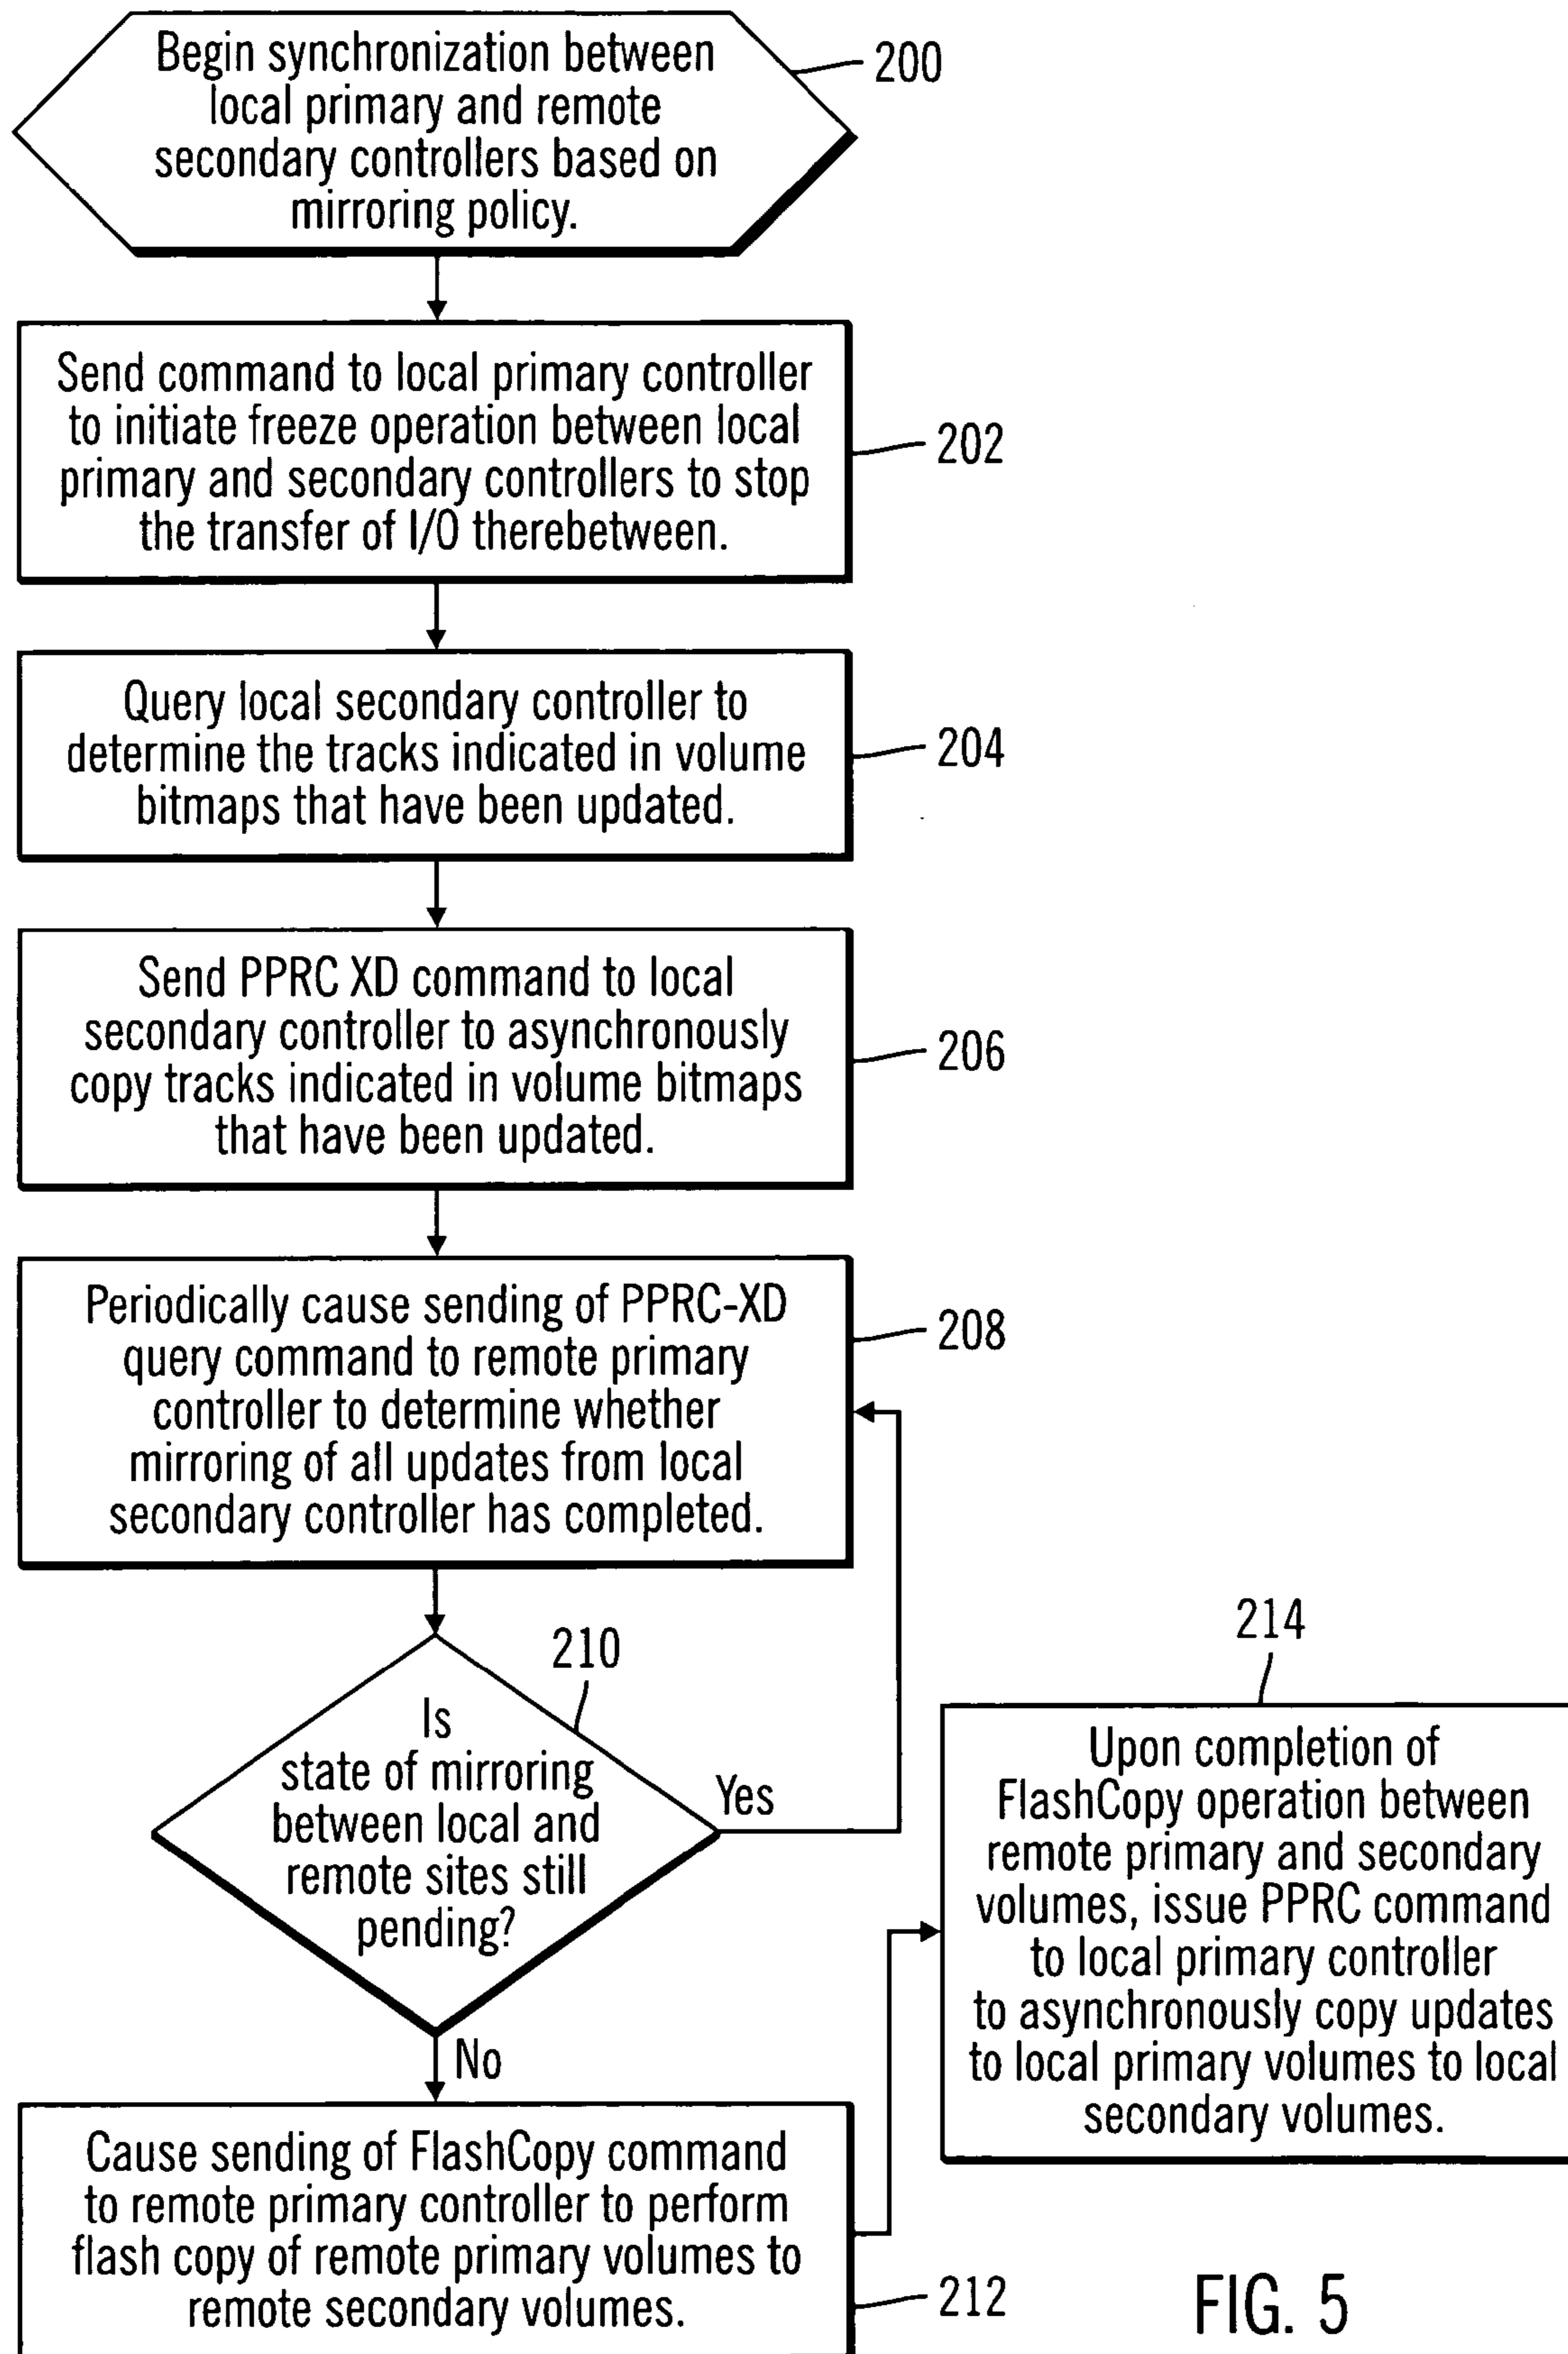 Begin synchronization between
local primary and remote
secondary controllers based on
mirroring policy.
200
Send command to local primary controller
to initiate freeze operation between local
primary and secondary controllers to stop
the transfer of I/O therebetween.
202
Query local secondary controller to
determine the tracks indicated in volume
bitmaps that have been updated.
204
Send PPRC XD command to local
secondary controller to asynchronously
copy tracks indicated in volume bitmaps
that have been updated.
206
Periodically cause sending of PPRC-XD
query command to remote primary
controller to determine whether
mirroring of all updates from local
secondary controller has completed.
208
210
Is
state of mirroring
between local and
remote sites still
pending?
Yes
No
Cause sending of FlashCopy command
to remote primary controller to perform
flash copy of remote primary volumes to
remote secondary volumes.
212
214
Upon completion of
FlashCopy operation between
remote primary and secondary
volumes, issue PPRC command
to local primary controller
to asynchronously copy updates
to local primary volumes to local
secondary volumes.
FIG. 5